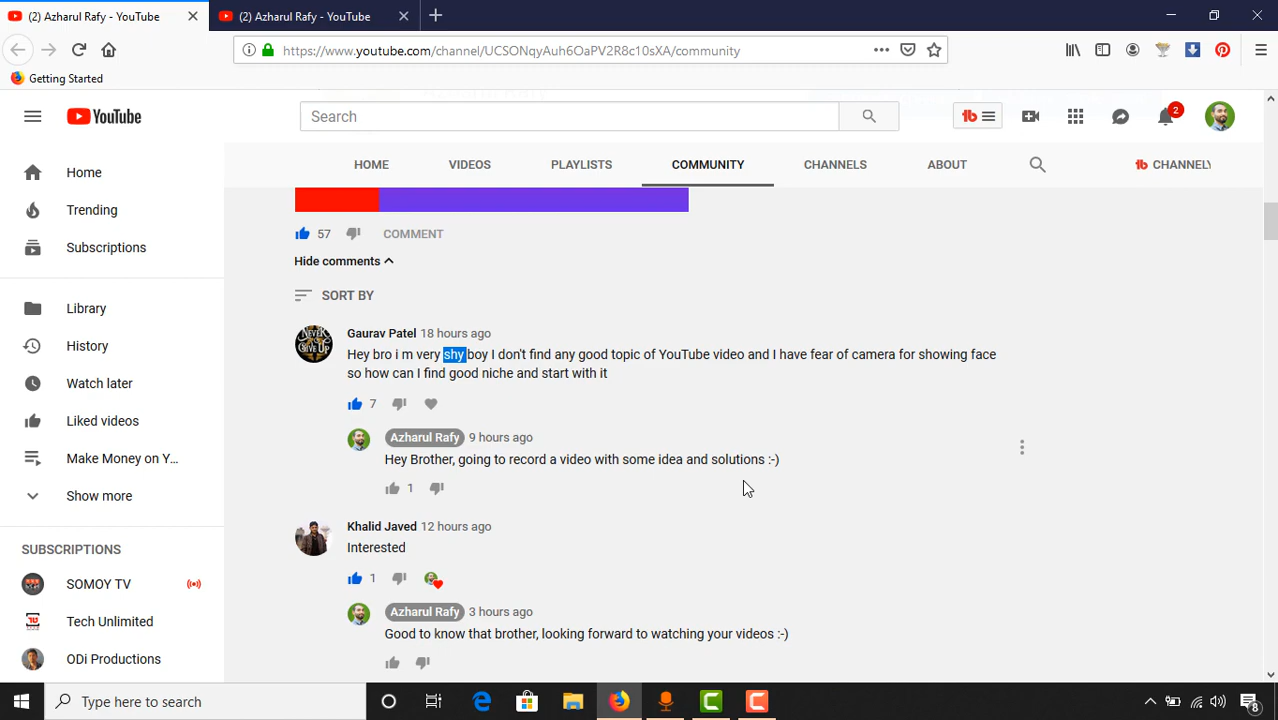 (2) Azharul Rafy - YouTube
(2) Azharul Rafy - YouTube
https://www.youtube.com/channel/UCSONqyAuh6OaPV2R8c10sXA/community
Getting Started
YouTube
Search
tb
2
HOME VIDEOS PLAYLISTS COMMUNITY CHANNELS ABOUT tb CHANNELY
Home
Trending
Subscriptions
Library
History
Watch later
Liked videos
Make Money on Y...
Show more
SUBSCRIPTIONS
SOMOY TV
Tech Unlimited
ODi Productions
57 COMMENT
Hide comments
SORT BY
NEVER GIVE UP
Gaurav Patel 18 hours ago
Hey bro i m very shy boy I don't find any good topic of YouTube video and I have fear of camera for showing face
so how can I find good niche and start with it
7
Azharul Rafy 9 hours ago
Hey Brother, going to record a video with some idea and solutions :-)
1
Khalid Javed 12 hours ago
Interested
1
Azharul Rafy 3 hours ago
Good to know that brother, looking forward to watching your videos :-)
Type here to search
8